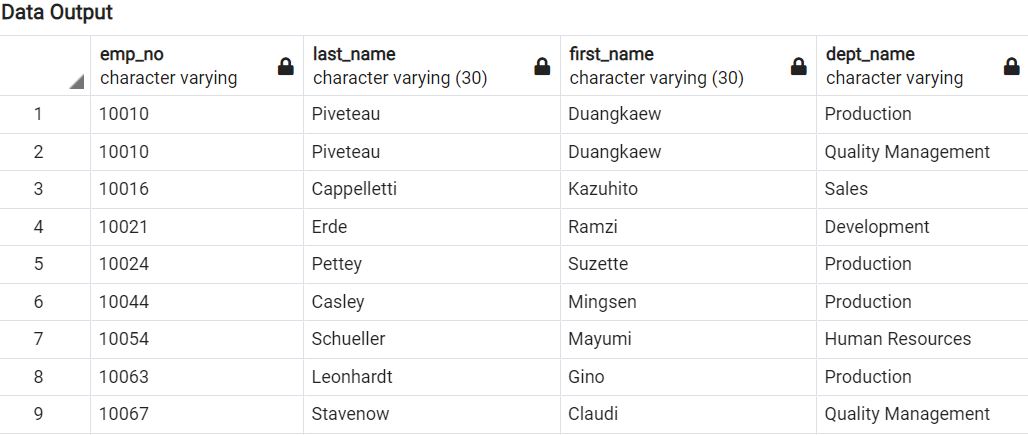 Data Output
emp_no last_name first_name dept_name
character varying character varying (30) character varying (30) character varying
1 10010 Piveteau Duangkaew Production
2 10010 Piveteau Duangkaew Quality Management
3 10016 Cappelletti Kazuhito Sales
4 10021 Erde Ramzi Development
5 10024 Pettey Suzette Production
6 10044 Casley Mingsen Production
7 10054 Schueller Mayumi Human Resources
8 10063 Leonhardt Gino Production
9 10067 Stavenow Claudi Quality Management